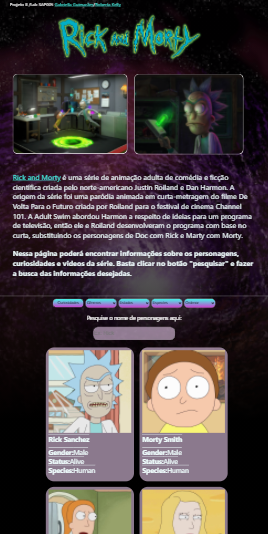 Rick and Morty
Rick and Morty é uma série de animação adulta de comédia e ficção
científica criada pelo norte-americano Justin Roiland e Dan Harmon. A
origem da série foi uma paródia animada em curta-metragem do filme De
Volta Para o Futuro criada por Roiland para o festival de cinema Channel
101. A Adult Swim abordou Harmon a respeito de ideias para um programa
de televisão, então ele e Roiland desenvolveram o programa com base no
curta, substituindo os personagens de Doc com Rick e Marty com Morty.
Nessa página poderá encontrar informações sobre os personagens,
curiosidades e vídeos da série. Basta clicar no botão "pesquisar" e fazer
a busca das informações desejadas.
Pesquise o nome de personagens aqui:
Rick Sanchez
Gender:Male
Status:Alive
Species:Human
Morty Smith
Gender:Male
Status:Alive
Species:Human